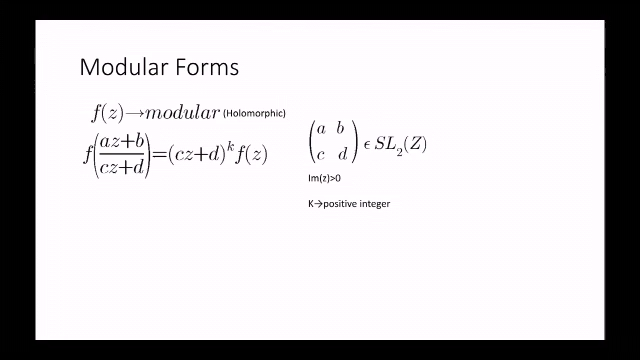 Modular Forms
f(z)→modular (Holomorphic)
f(az+b/cz+d)=(cz+d)^k f(z)
(a b
c d) ϵ SL_2(Z)
Im(z)>0
K→positive integer